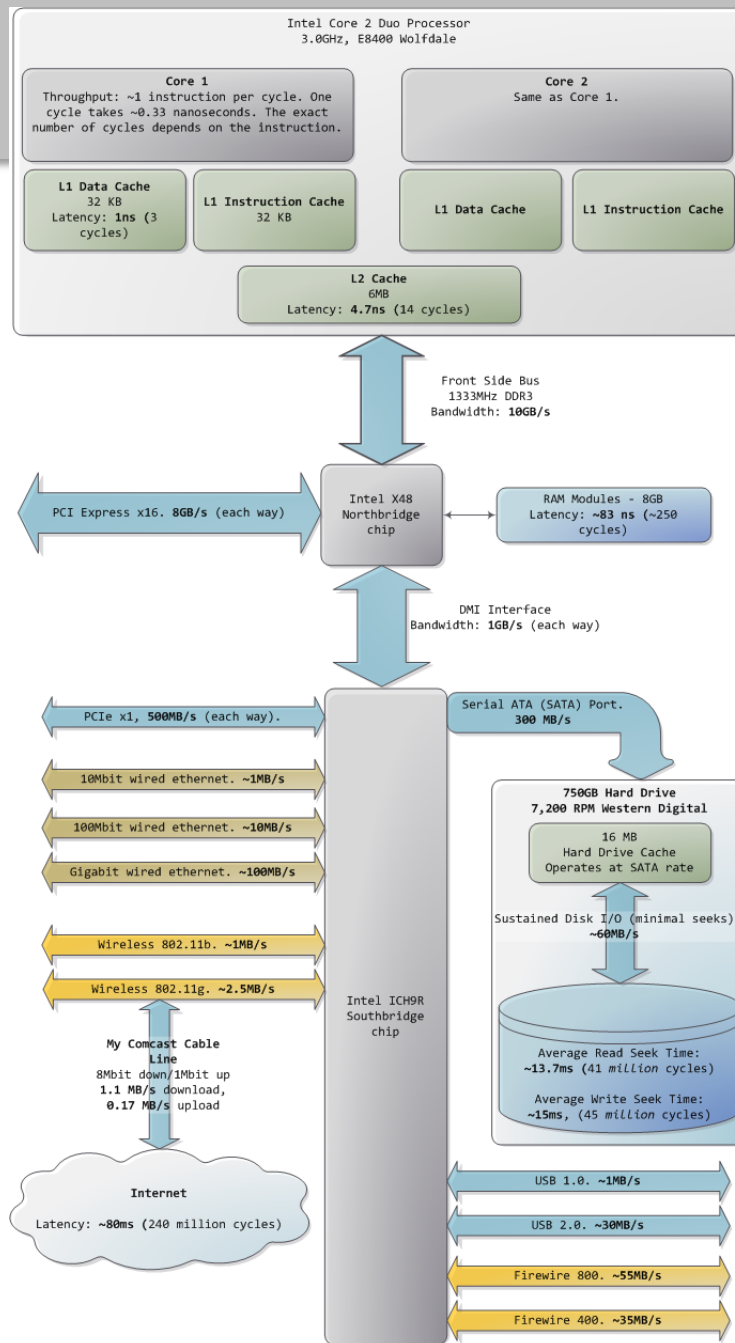 Intel Core 2 Duo Processor
3.0GHz, E8400 Wolfdale
Core 1
Throughput: ~1 instruction per cycle. One
cycle takes ~0.33 nanoseconds. The exact
number of cycles depends on the instruction.
Core 2
Same as Core 1.
L1 Data Cache
32 KB
Latency: 1ns (3
cycles)
L1 Instruction Cache
32 KB
L1 Data Cache
L1 Instruction Cache
L2 Cache
6MB
Latency: 4.7ns (14 cycles)
Front Side Bus
1333MHz DDR3
Bandwidth: 10GB/s
PCI Express x16. 8GB/s (each way)
Intel X48
Northbridge
chip
RAM Modules - 8GB
Latency: ~83 ns (~250
cycles)
DMI Interface
Bandwidth: 1GB/s (each way)
PCIe x1, 500MB/s (each way).
Serial ATA (SATA) Port.
300 MB/s
10Mbit wired ethernet. ~1MB/s
100Mbit wired ethernet. ~10MB/s
Gigabit wired ethernet. ~100MB/s
Wireless 802.11b. ~1MB/s
Wireless 802.11g. ~2.5MB/s
750GB Hard Drive
7,200 RPM Western Digital
16 MB
Hard Drive Cache
Operates at SATA rate
Sustained Disk I/O (minimal seeks)
~60MB/s
Intel ICH9R
Southbridge
chip
My Comcast Cable
Line
8Mbit down/1Mbit up
1.1 MB/s download,
0.17 MB/s upload
Average Read Seek Time:
~13.7ms (41 million cycles)
Average Write Seek Time:
~15ms, (45 million cycles)
Internet
Latency: ~80ms (240 million cycles)
USB 1.0. ~1MB/s
USB 2.0. ~30MB/s
Firewire 800. ~55MB/s
Firewire 400. ~35MB/s